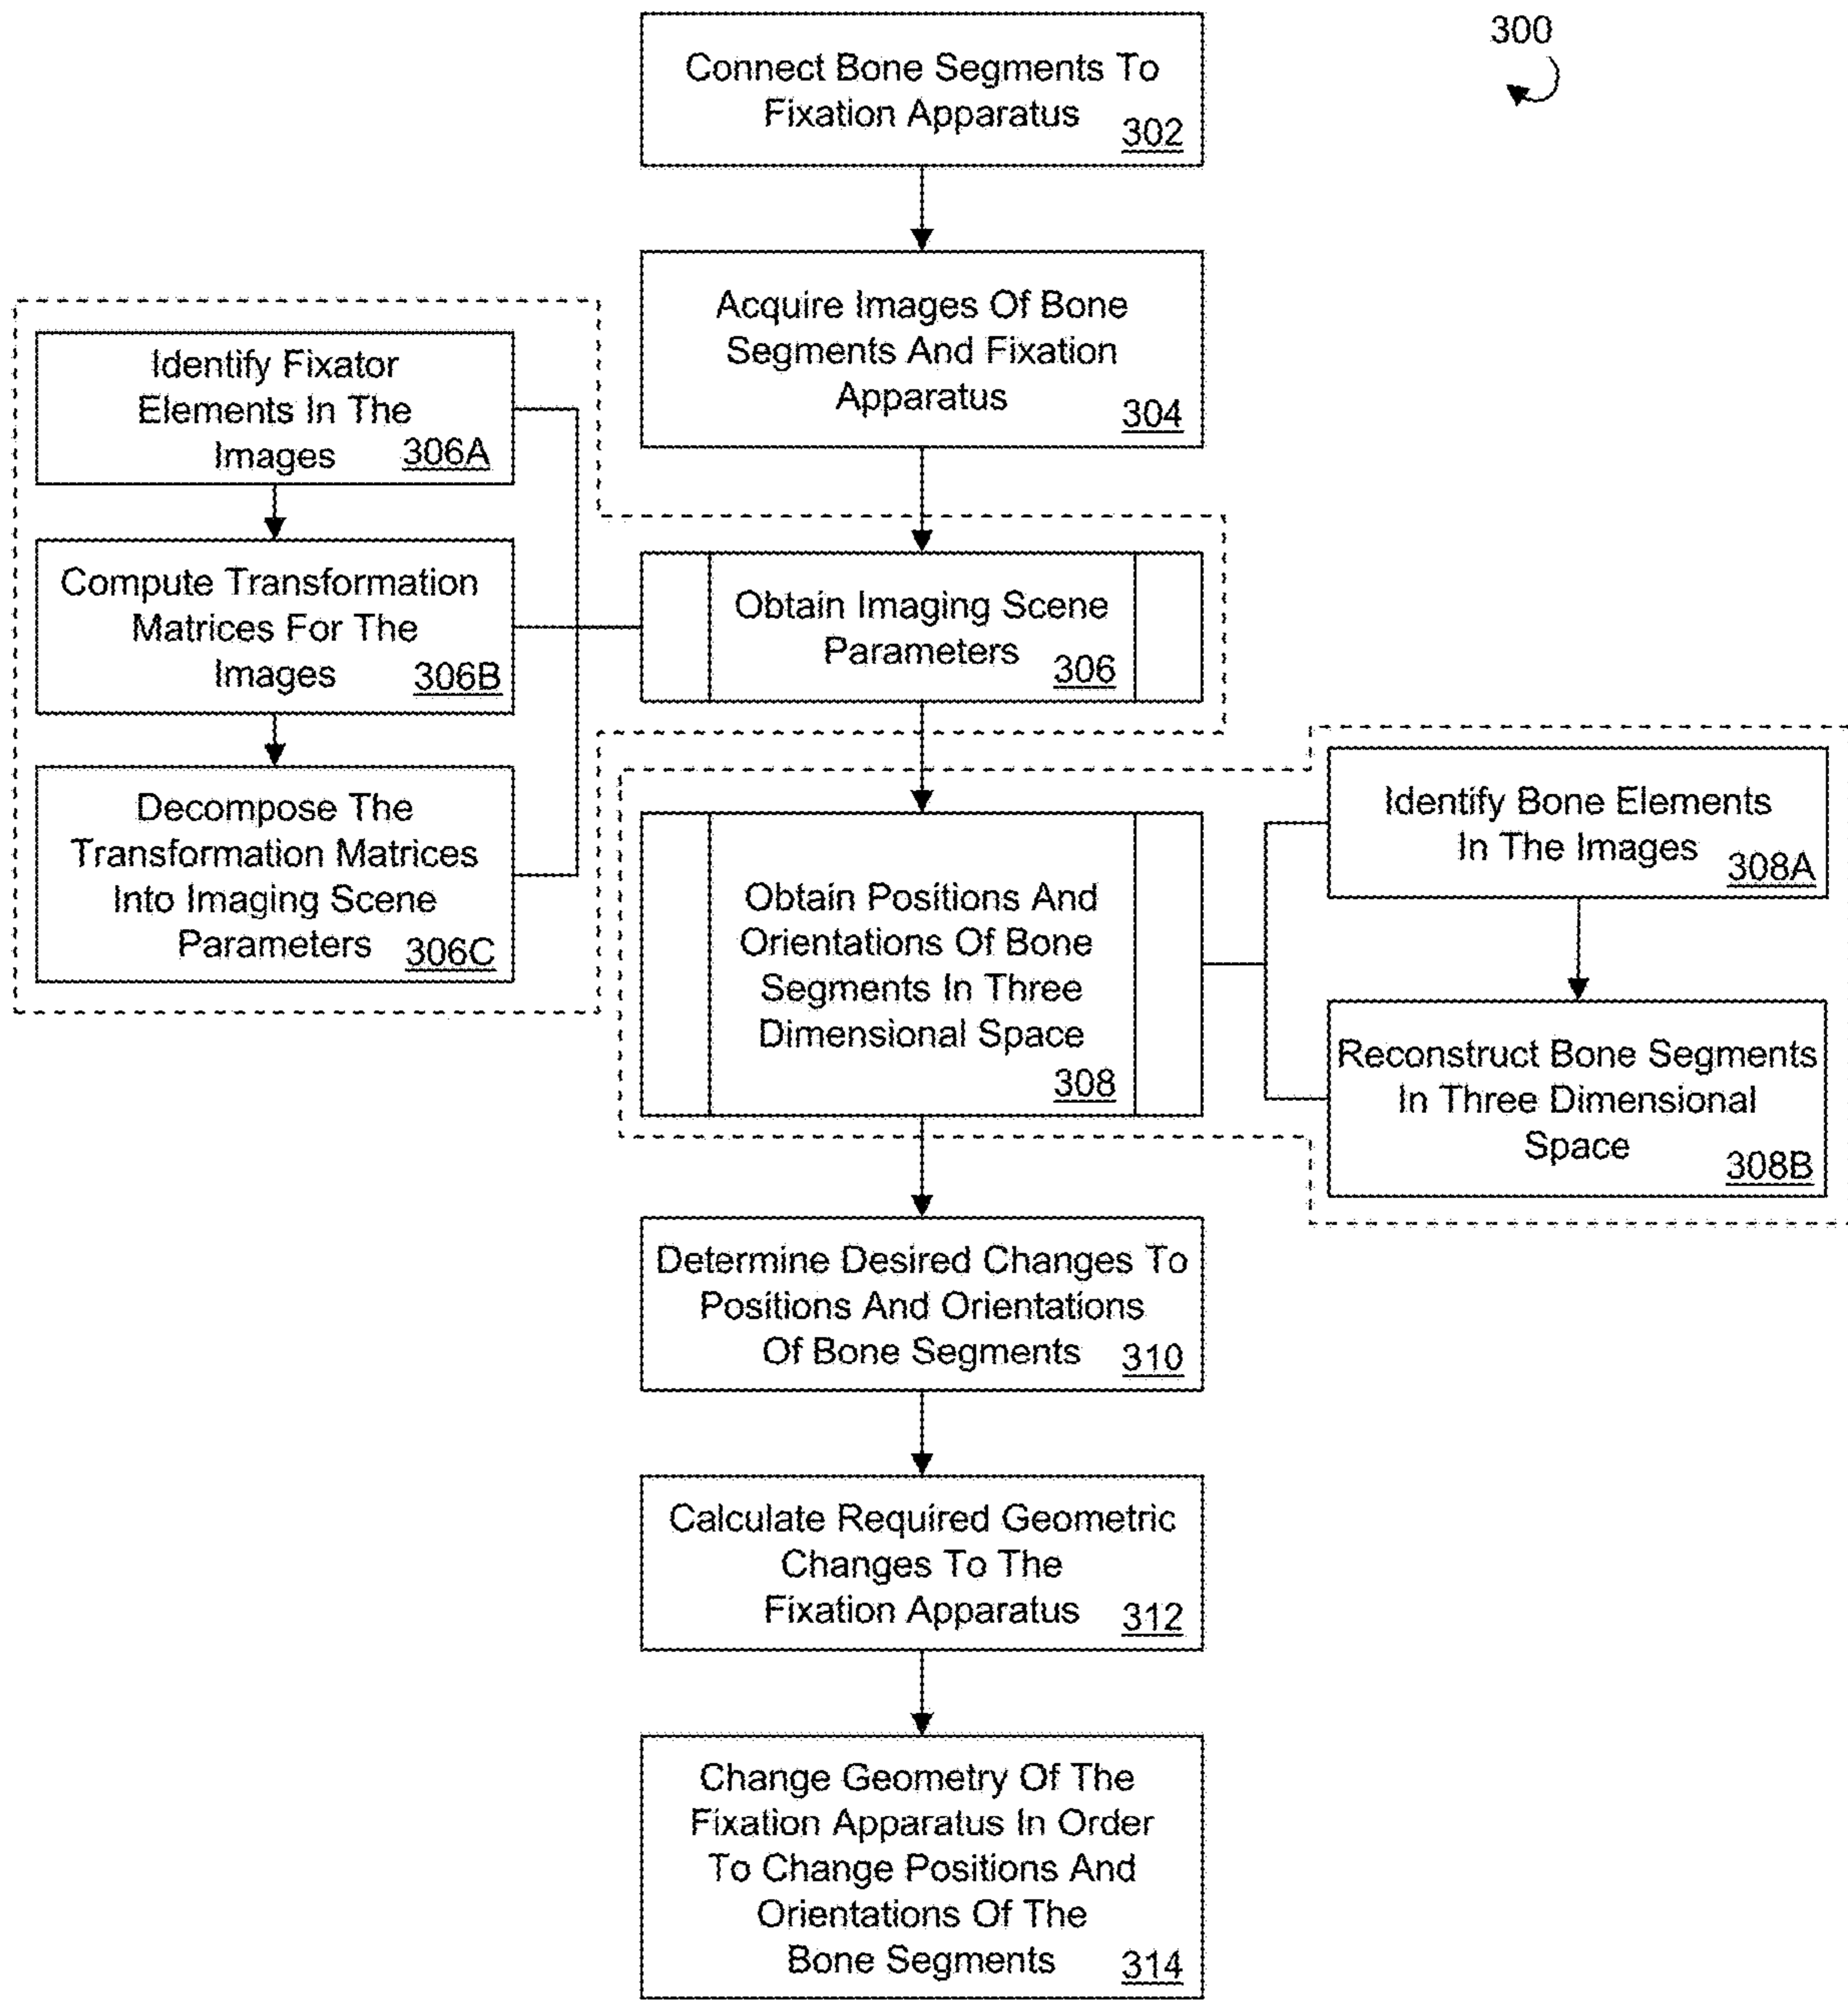 300
Connect Bone Segments To
Fixation Apparatus
302
Acquire Images Of Bone
Segments And Fixation
Apparatus
304
Identify Fixator
Elements In The
Images
306A
Compute Transformation
Matrices For The
Images
306B
Decompose The
Transformation Matrices
Into Imaging Scene
Parameters
306C
Obtain Imaging Scene
Parameters
306
Obtain Positions And
Orientations Of Bone
Segments In Three
Dimensional Space
308
Identify Bone Elements
In The Images
308A
Reconstruct Bone Segments
In Three Dimensional
Space
308B
Determine Desired Changes To
Positions And Orientations
Of Bone Segments
310
Calculate Required Geometric
Changes To The
Fixation Apparatus
312
Change Geometry Of The
Fixation Apparatus In Order
To Change Positions And
Orientations Of The
Bone Segments
314